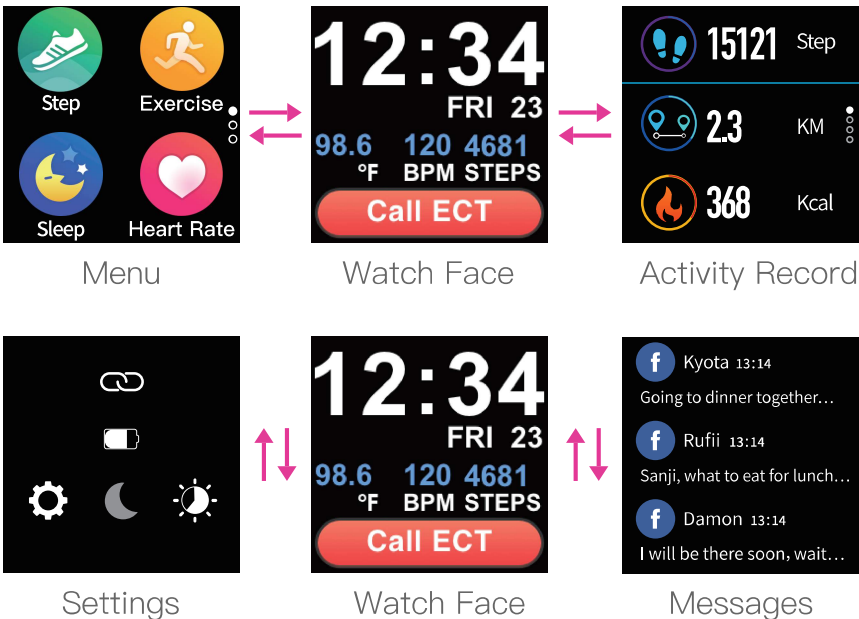 Step
Exercise
Sleep
Heart Rate
12:34
FRI 23
98.6 120 4681
°F BPM STEPS
Call ECT
15121 Step
2.3 KM
368 Kcal
Menu
Watch Face
Activity Record
12:34
FRI 23
98.6 120 4681
°F BPM STEPS
Call ECT
f Kyota 13:14
Going to dinner together...
f Rufii 13:14
Sanji, what to eat for lunch...
f Damon 13:14
I will be there soon, wait...
Settings
Watch Face
Messages